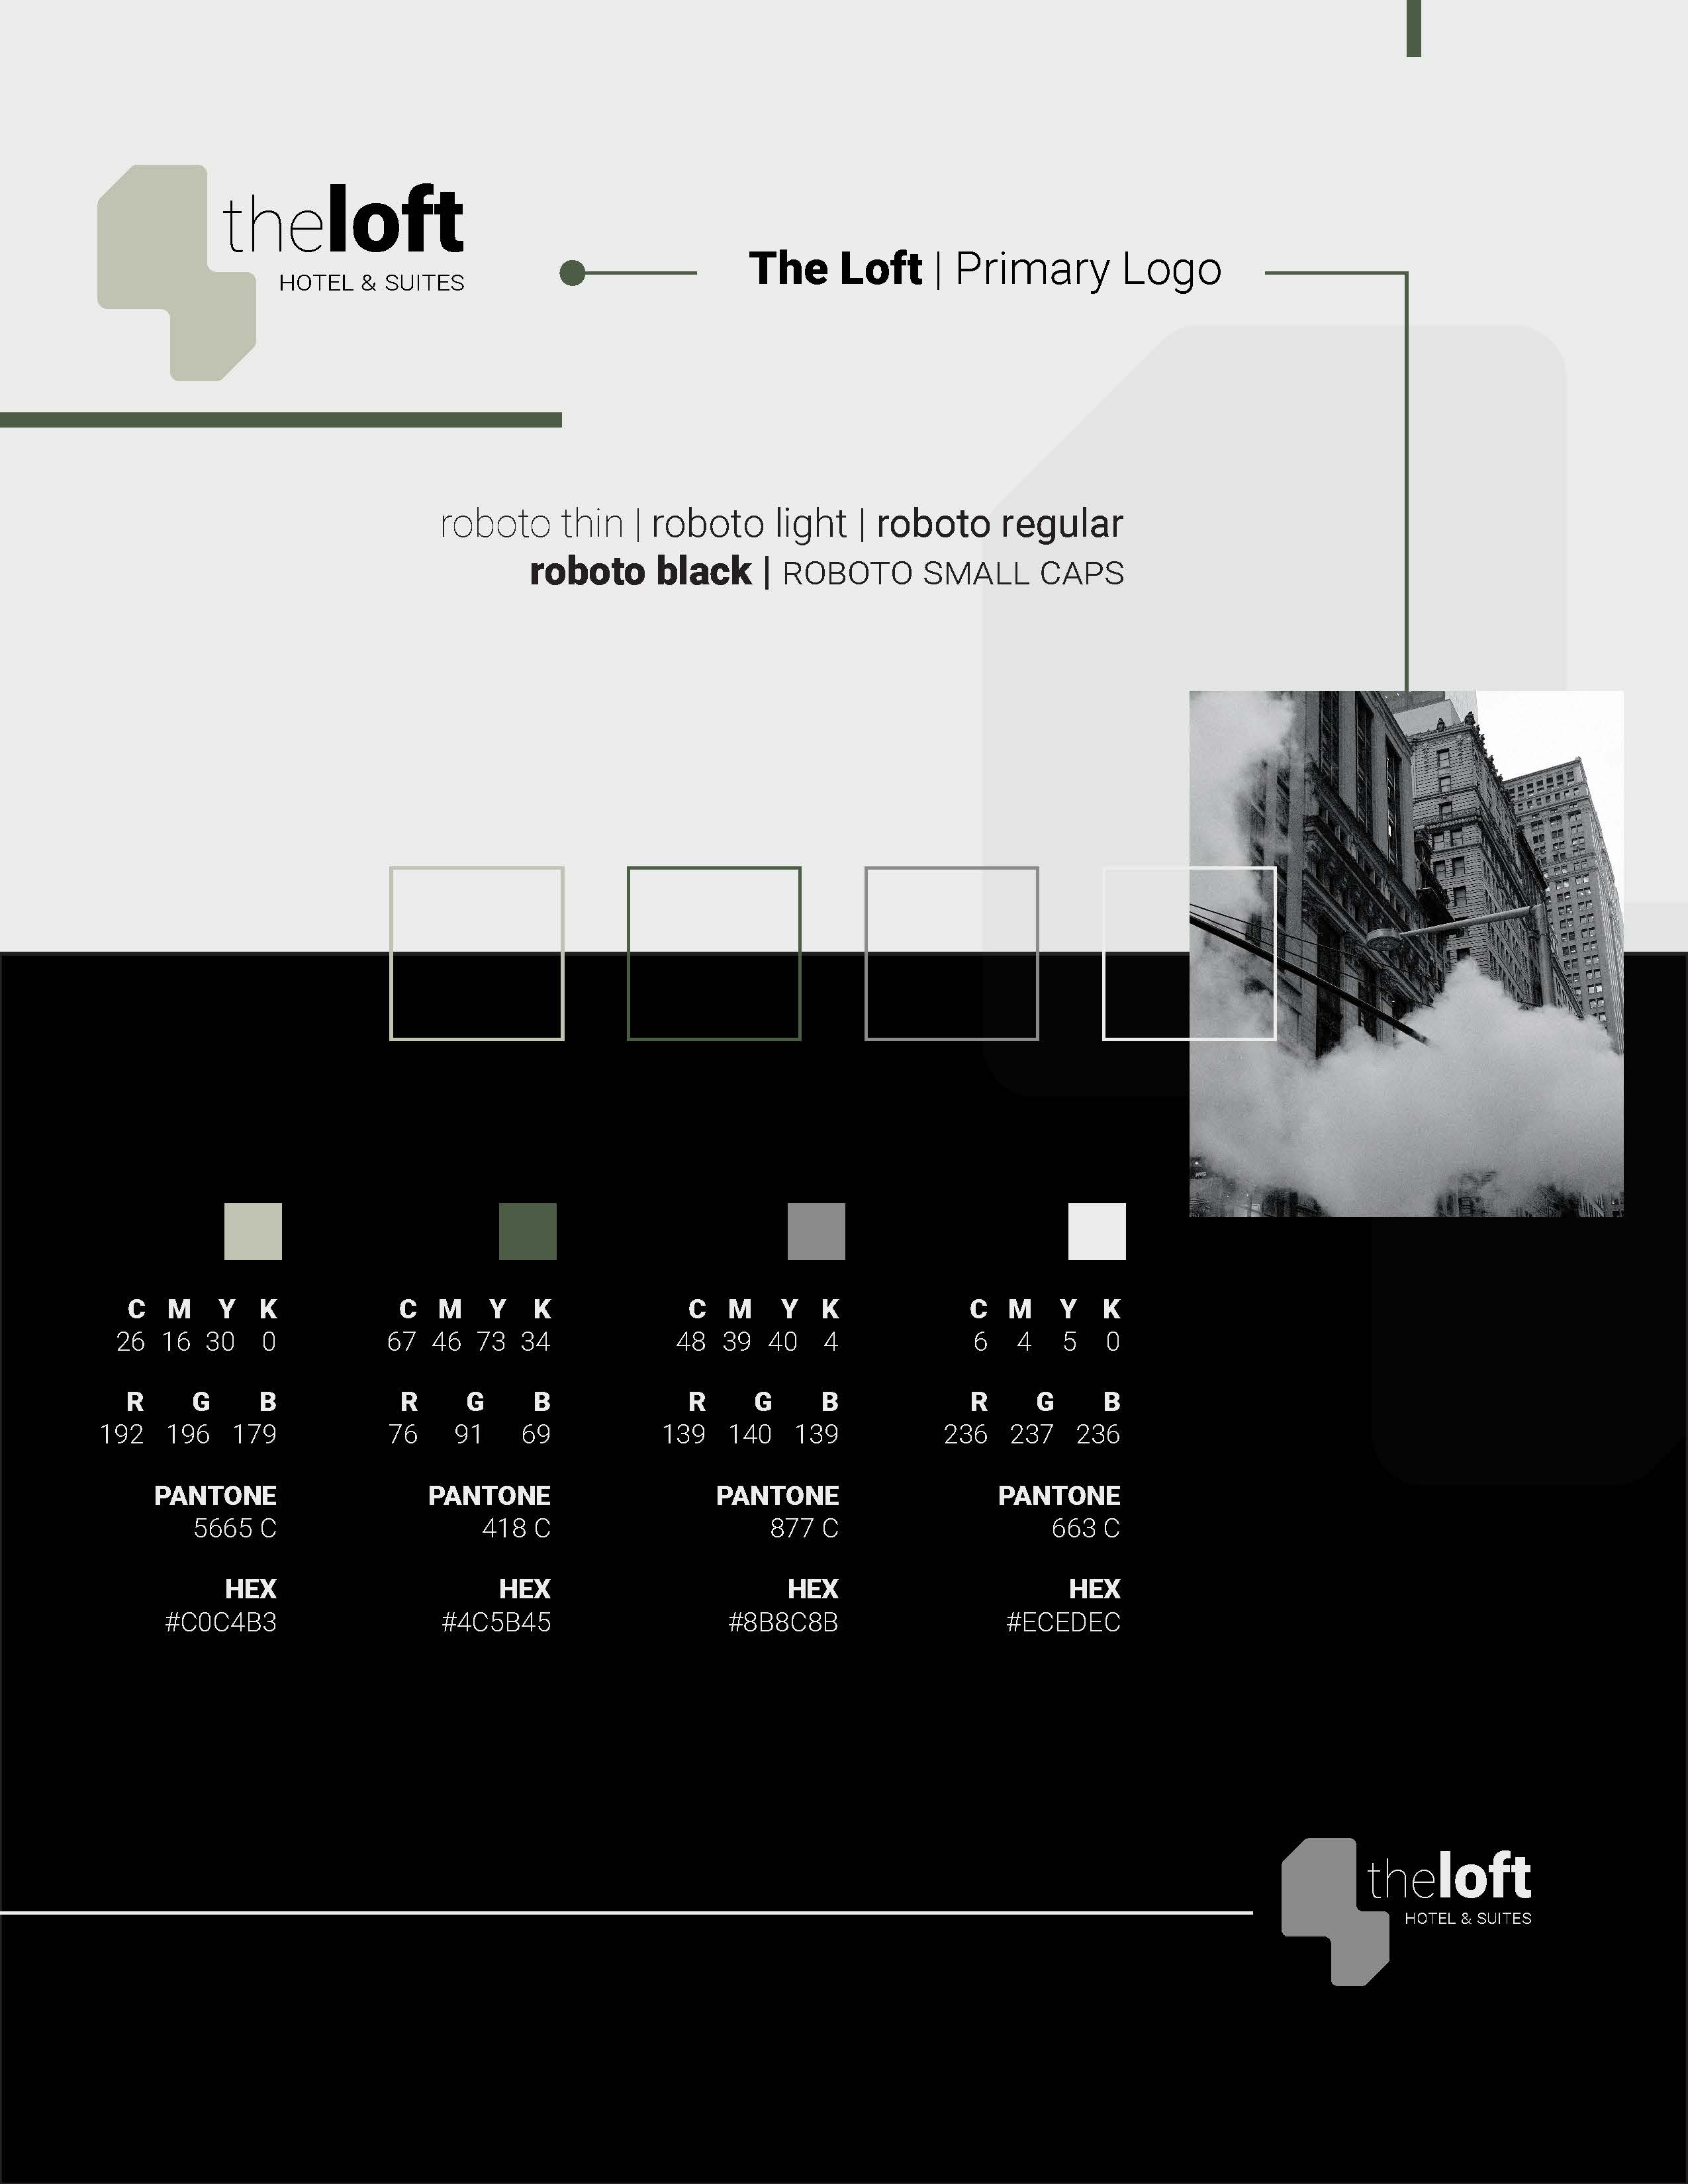 theloft
HOTEL & SUITES
The Loft | Primary Logo
roboto thin | roboto light | roboto regular
roboto black | ROBOTO SMALL CAPS
C M Y K
26 16 30 0
R G B
192 196 179
PANTONE
5665 C
HEX
#C0C4B3
C M Y K
67 46 73 34
R G B
76 91 69
PANTONE
418 C
HEX
#4C5B45
C M Y K
48 39 40 4
R G B
139 140 139
PANTONE
877 C
HEX
#8B8C8B
C M Y K
6 4 5 0
R G B
236 237 236
PANTONE
663 C
HEX
#ECEDEC
theloft
HOTEL & SUITES